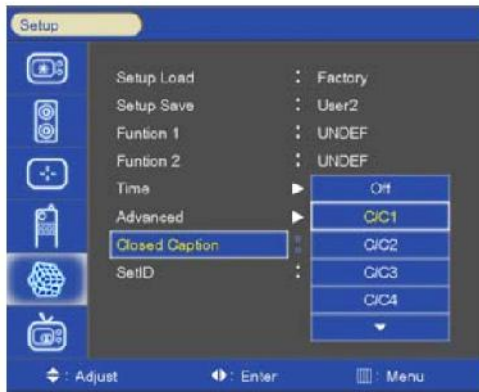 Setup
Setup Load : Factory
Setup Save : User2
Funtion 1 : UNDEF
Funtion 2 : UNDEF
Time Off
Advanced C/C1
Closed Caption : C/C2
SetID : C/C3
C/C4
: Adjust : Enter : Menu